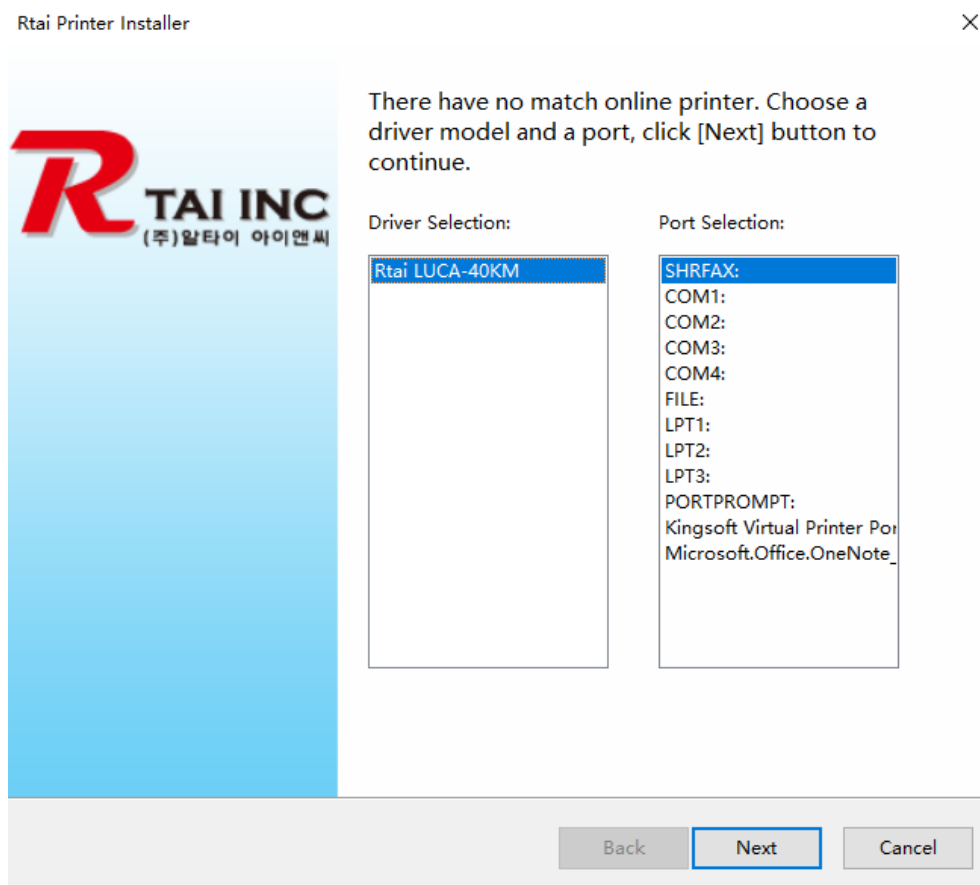 Rtai Printer Installer
There have no match online printer. Choose a
driver model and a port, click [Next] button to
continue.
R TAI INC
(주)알타이 아이앤씨
Driver Selection:
Port Selection:
Rtai LUCA-40KM
SHRFAX:
COM1:
COM2:
COM3:
COM4:
FILE:
LPT1:
LPT2:
LPT3:
PORTPROMPT:
Kingsoft Virtual Printer Por
Microsoft.Office.OneNote_
Back
Next
Cancel